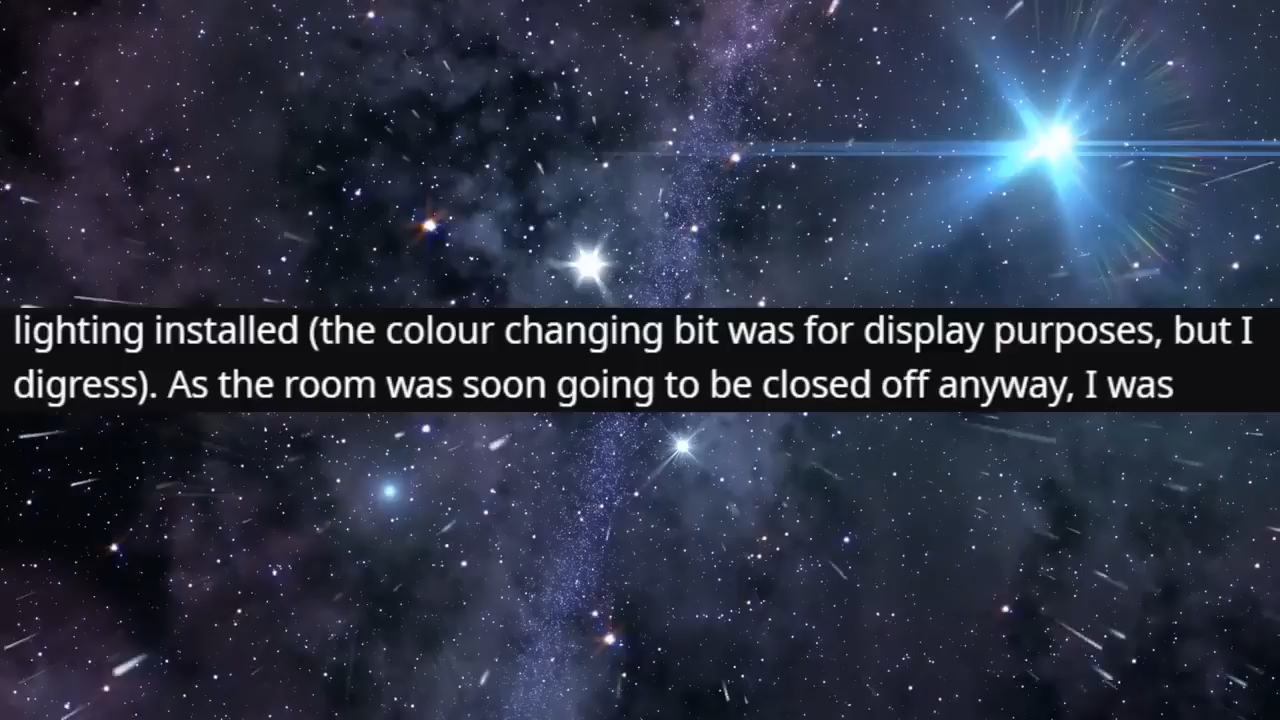 lighting installed (the colour changing bit was for display purposes, but I
digress). As the room was soon going to be closed off anyway, I was